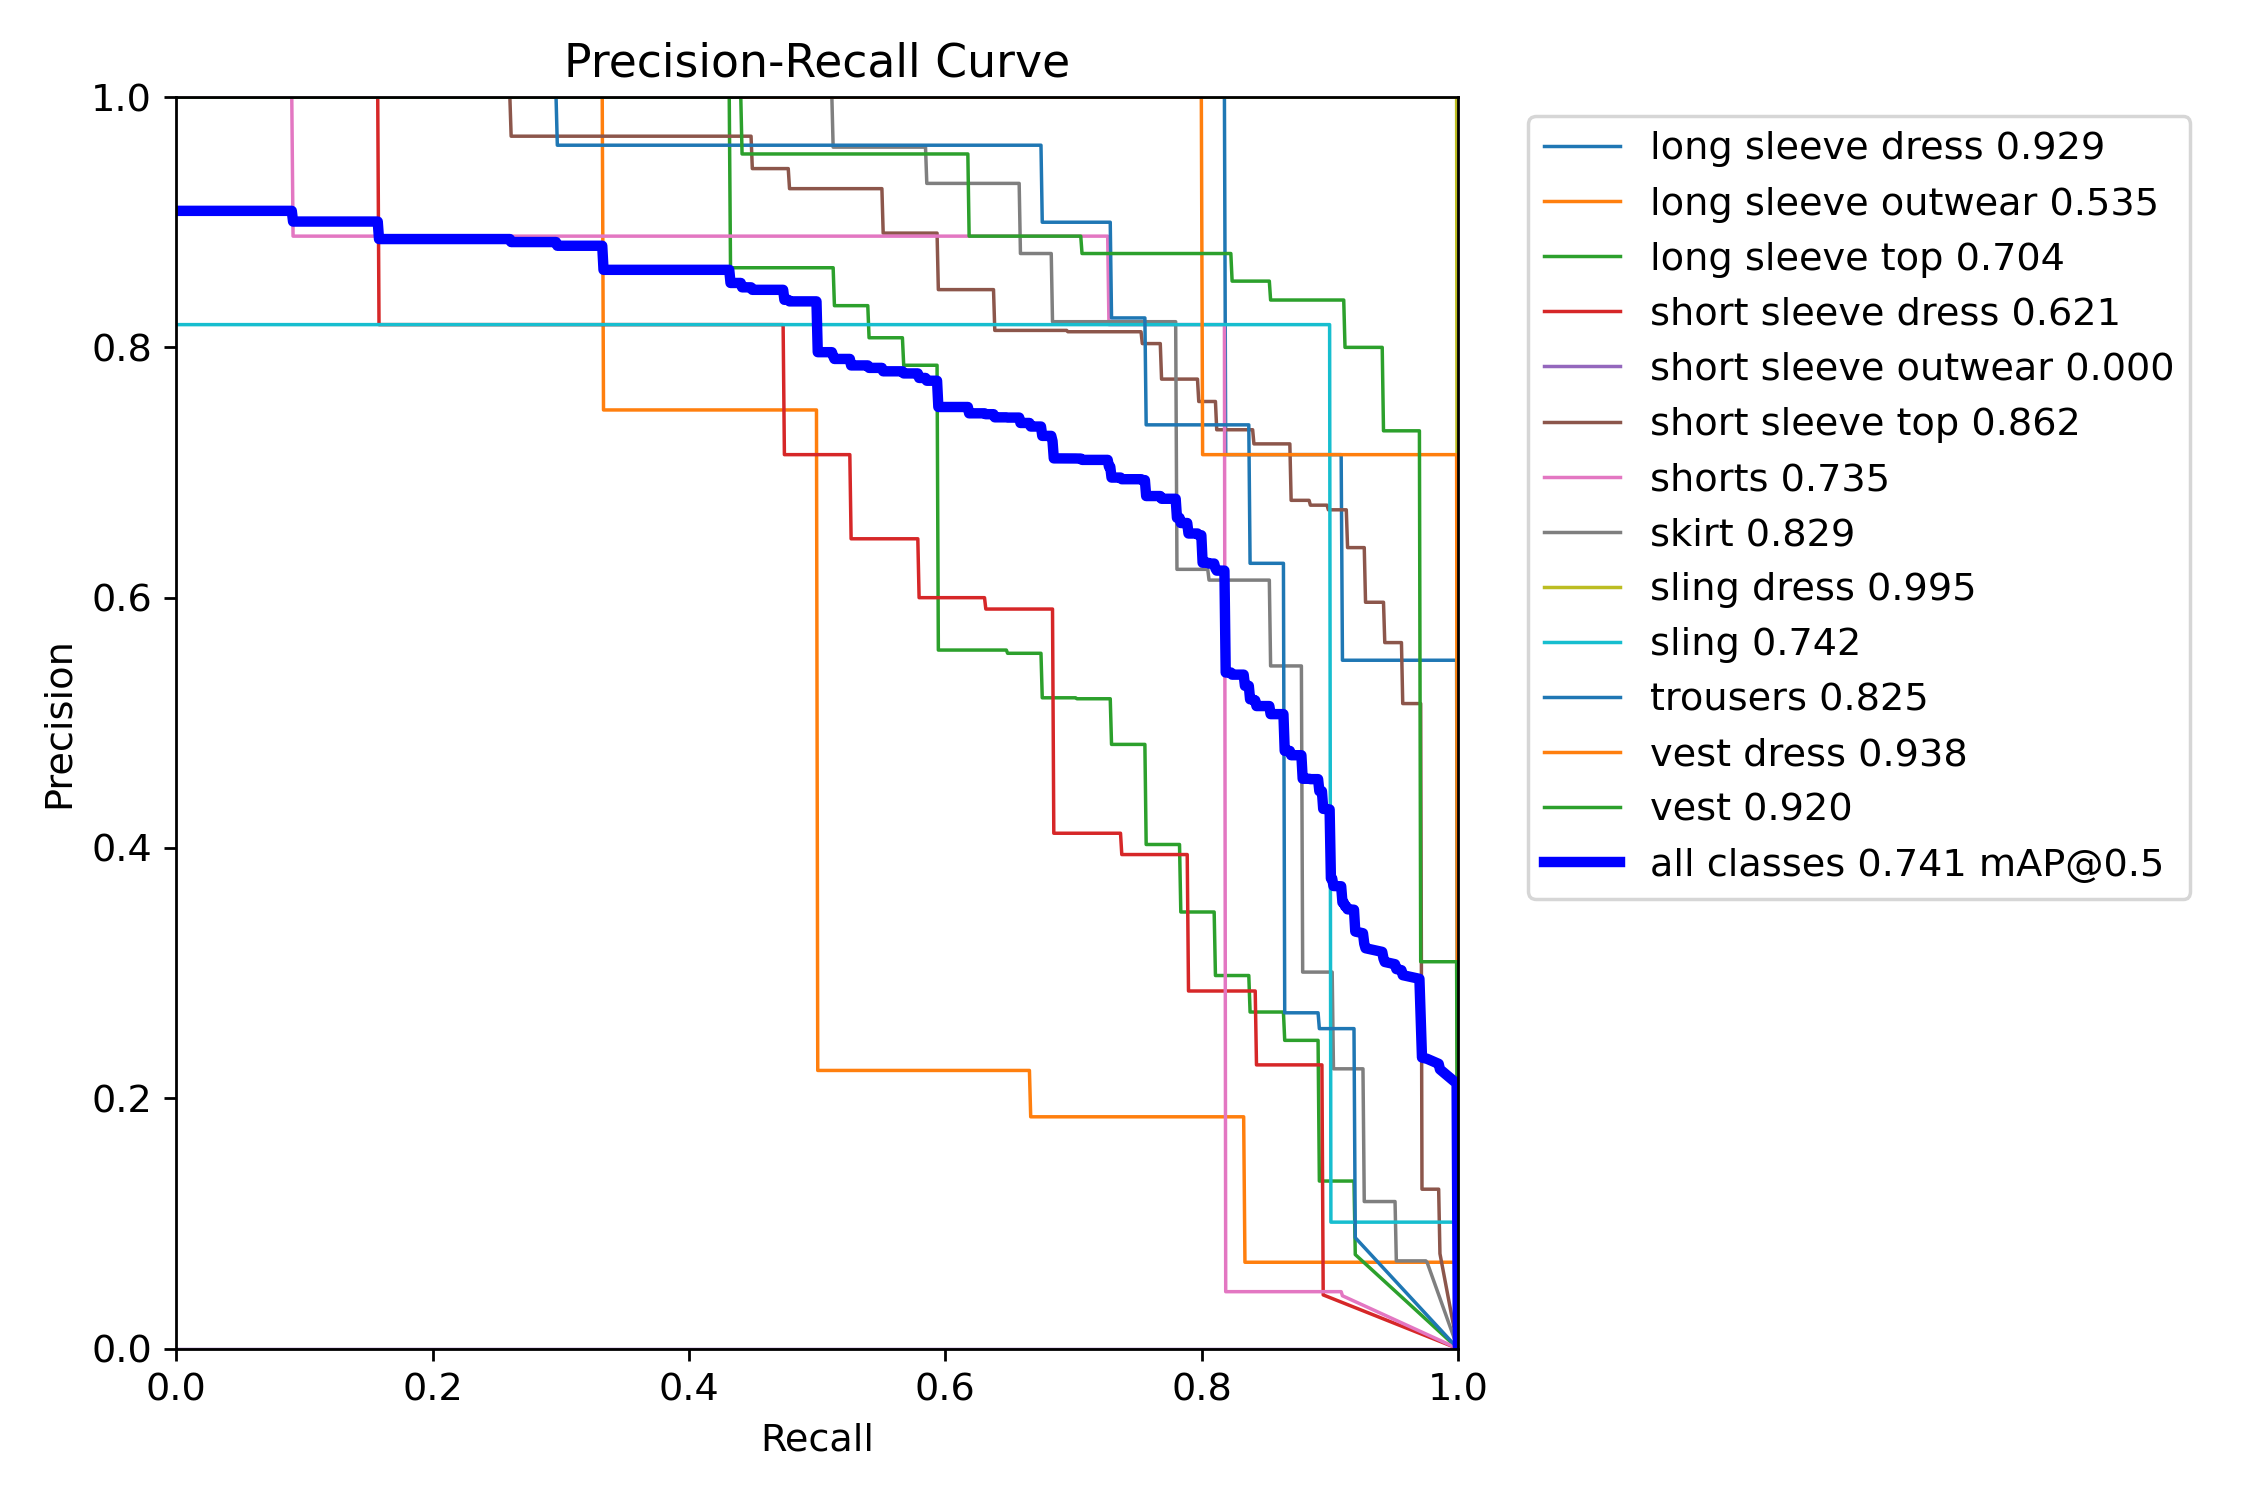 Precision-Recall Curve
1.0
0.8
0.6
0.4
0.2
0.0
Precision
0.0 0.2 0.4 0.6 0.8 1.0
Recall
long sleeve dress 0.929
long sleeve outwear 0.535
long sleeve top 0.704
short sleeve dress 0.621
short sleeve outwear 0.000
short sleeve top 0.862
shorts 0.735
skirt 0.829
sling dress 0.995
sling 0.742
trousers 0.825
vest dress 0.938
vest 0.920
all classes 0.741 mAP@0.5